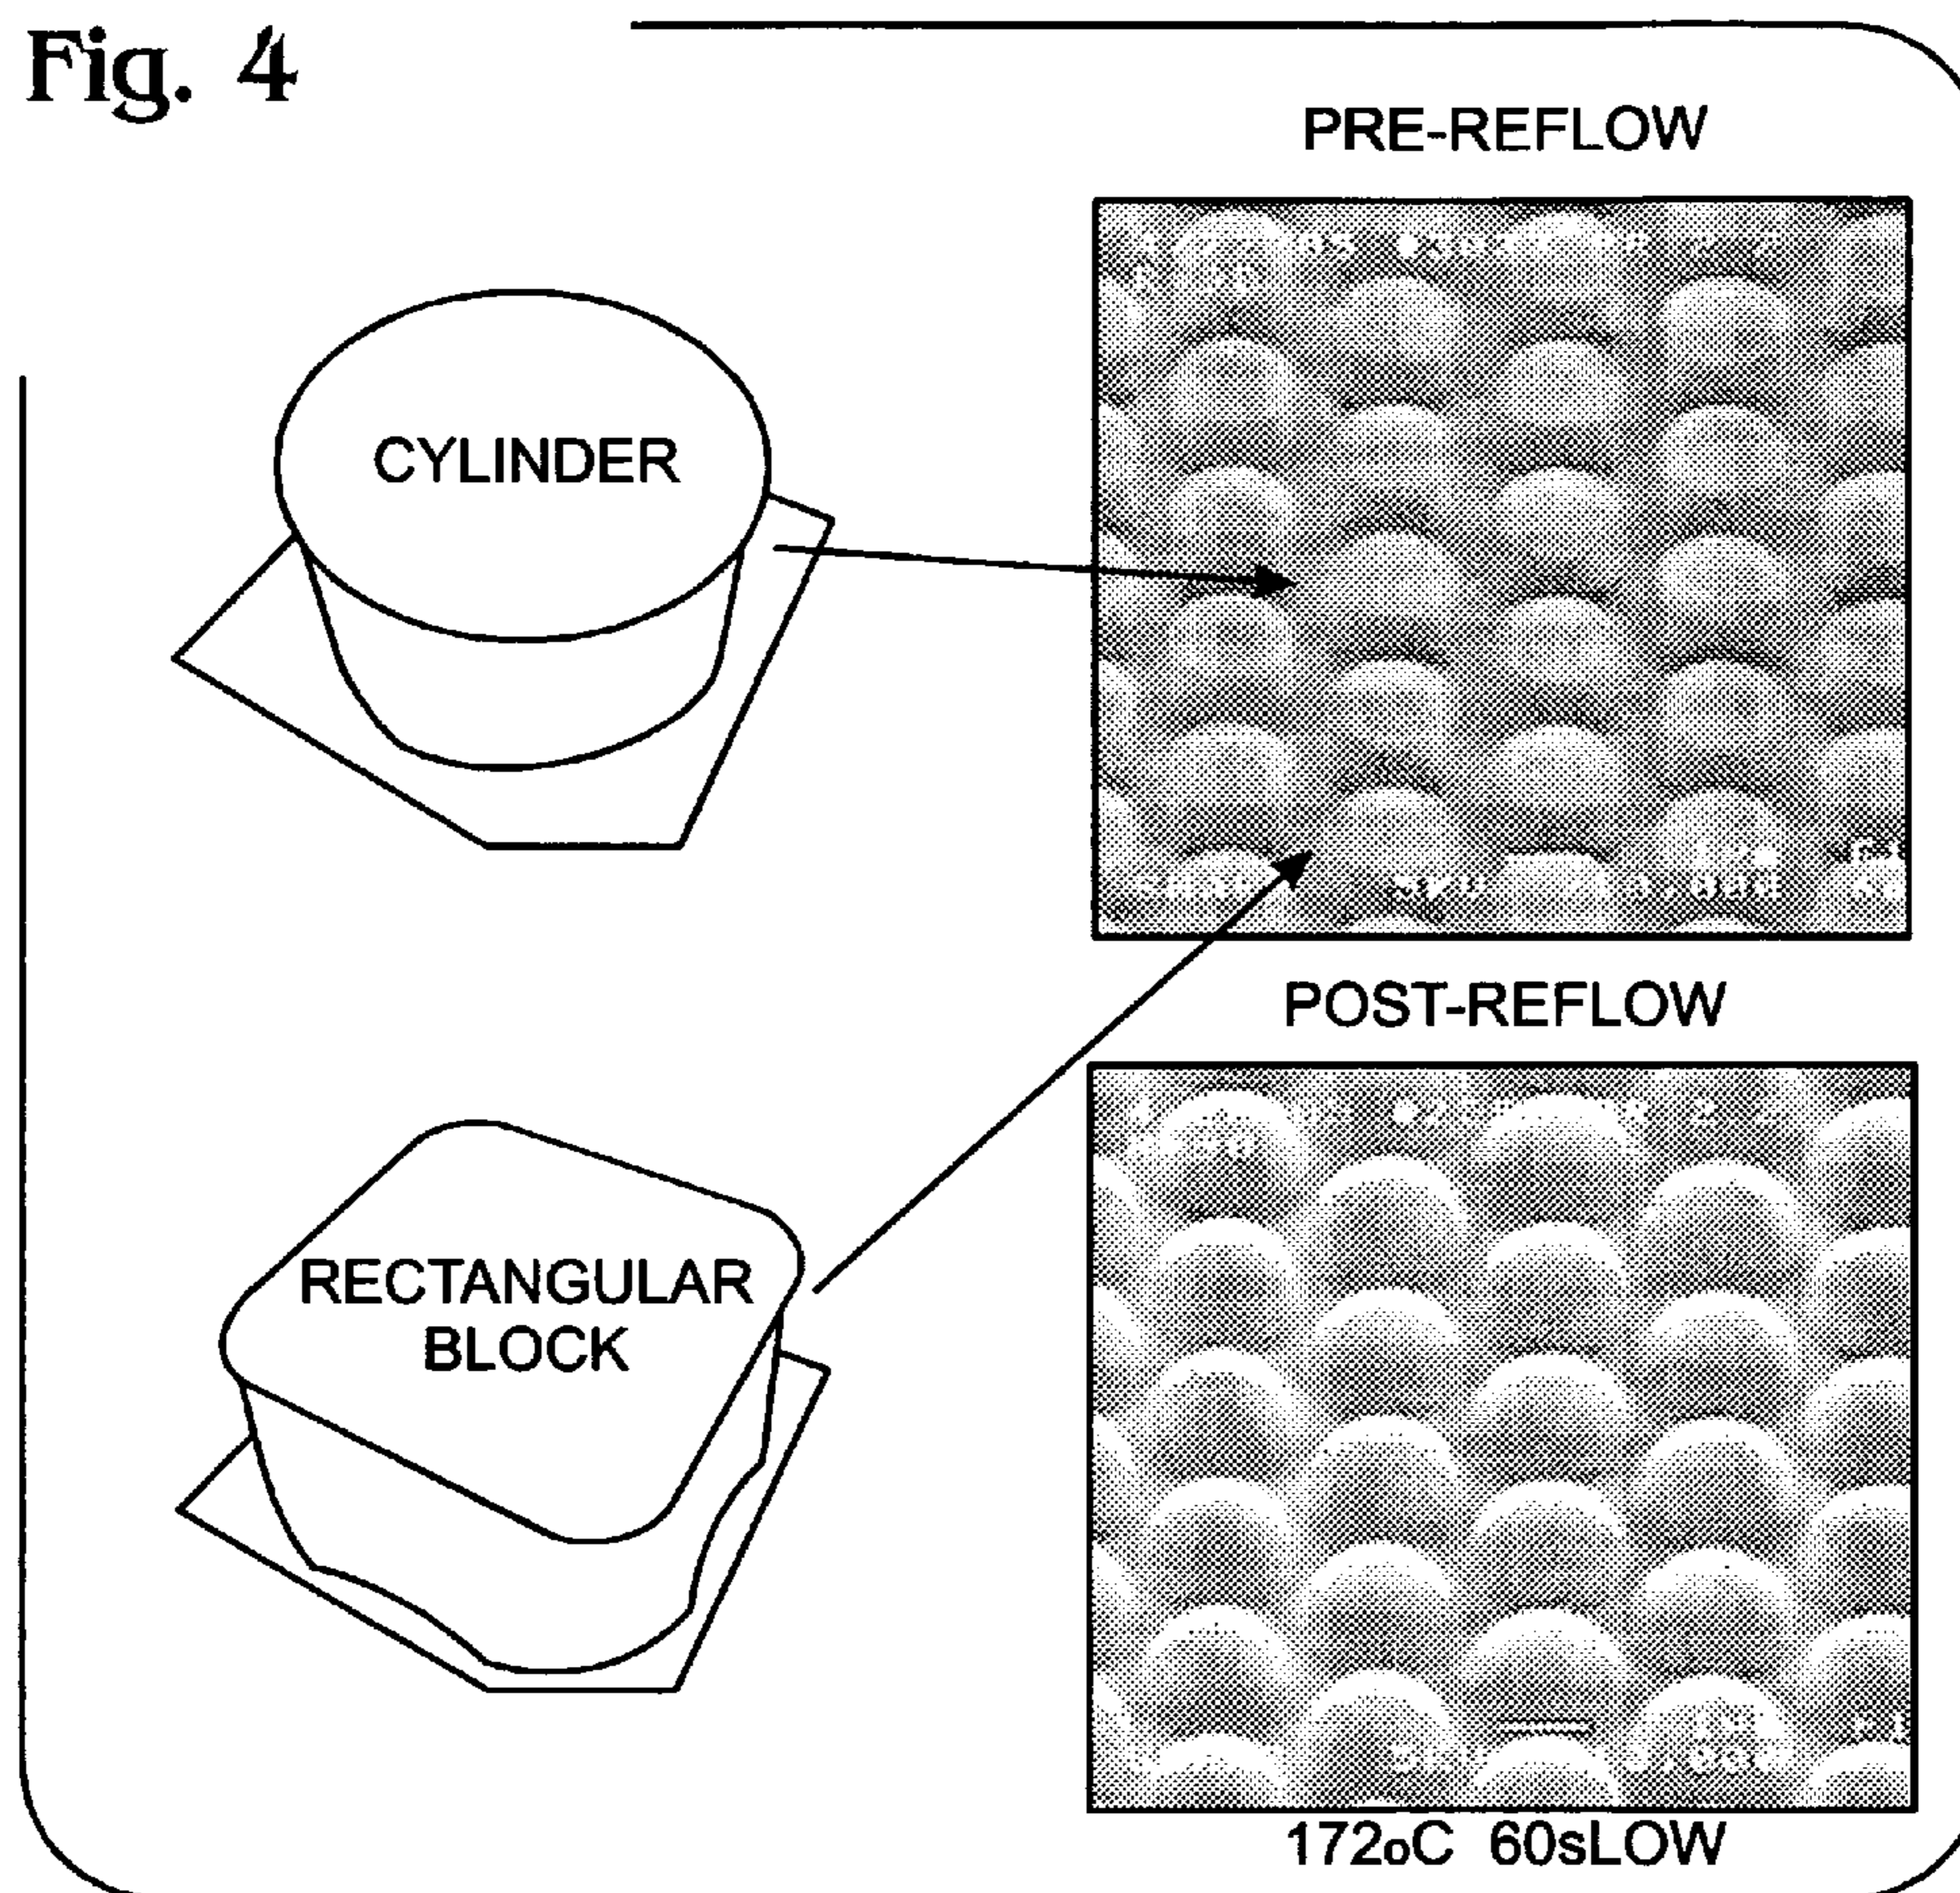 Fig. 4
PRE-REFLOW
CYLINDER
POST-REFLOW
RECTANGULAR
BLOCK
172oC 60sLOW